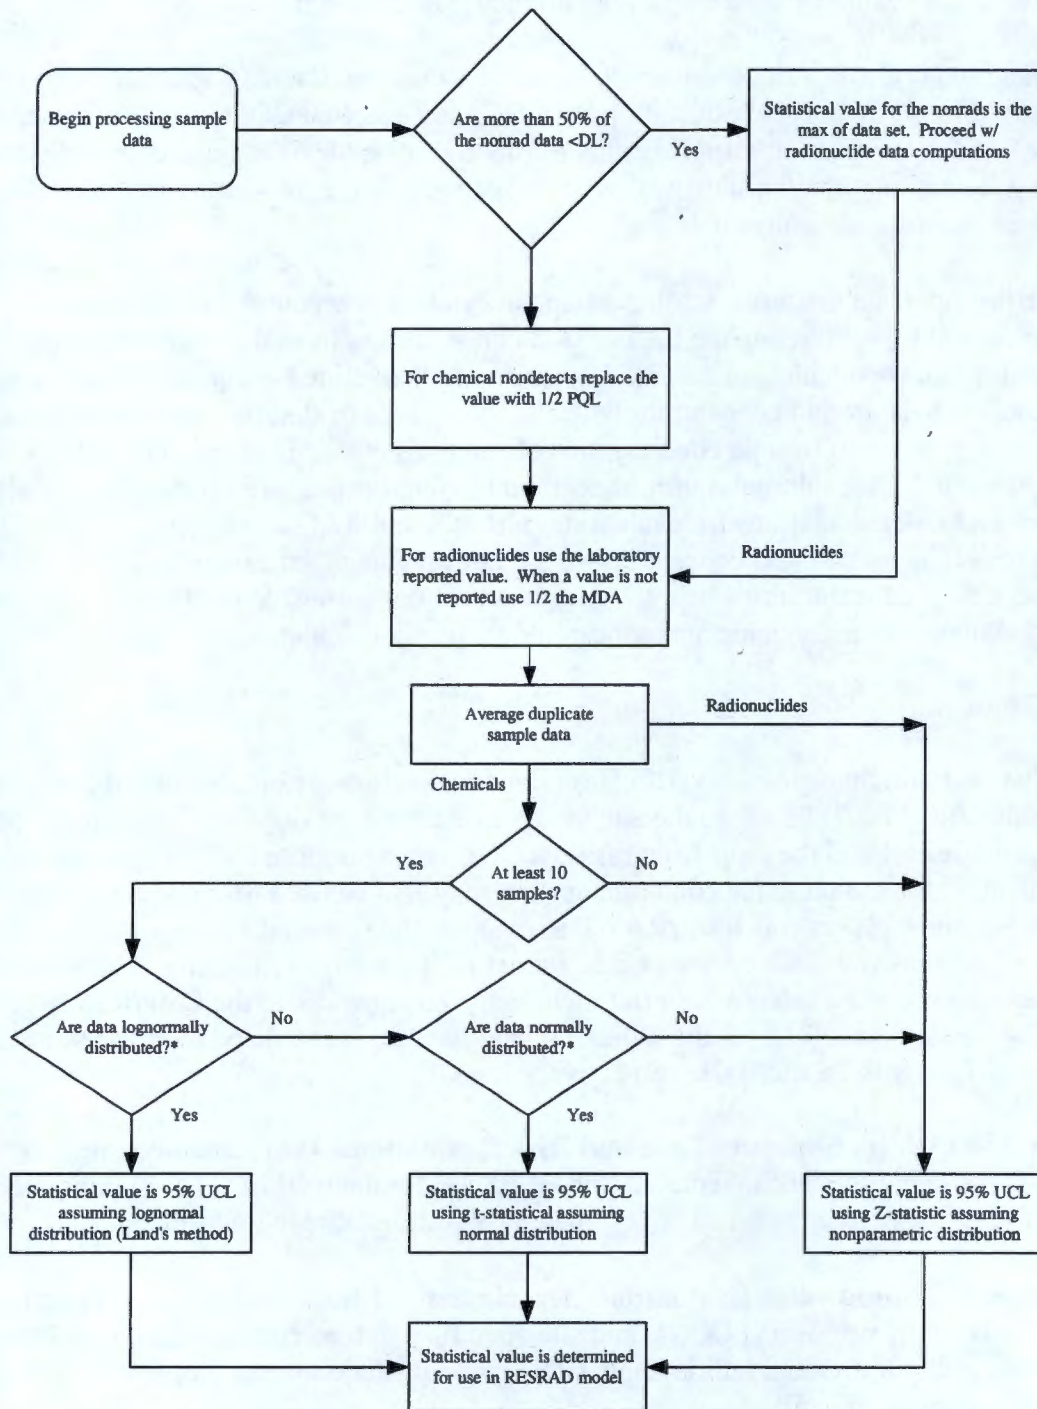 Begin processing sample
data
Are more than 50% of
the nonrad data <DL?
Yes
Statistical value for the nonrads is the
max of data set. Proceed w/
radionuclide data computations
For chemical nondetects replace the
value with 1/2 PQL
For radionuclides use the laboratory
reported value. When a value is not
reported use 1/2 the MDA
Radionuclides
Average duplicate
sample data
Radionuclides
Chemicals
Yes
At least 10
samples?
No
Are data lognormally
distributed?*
No
Are data normally
distributed?*
No
Yes
Yes
Statistical value is 95% UCL
assuming lognormal
distribution (Land's method)
Statistical value is 95% UCL
using t-statistical assuming
normal distribution
Statistical value is 95% UCL
using Z-statistic assuming
nonparametric distribution
Statistical value is determined
for use in RESRAD model